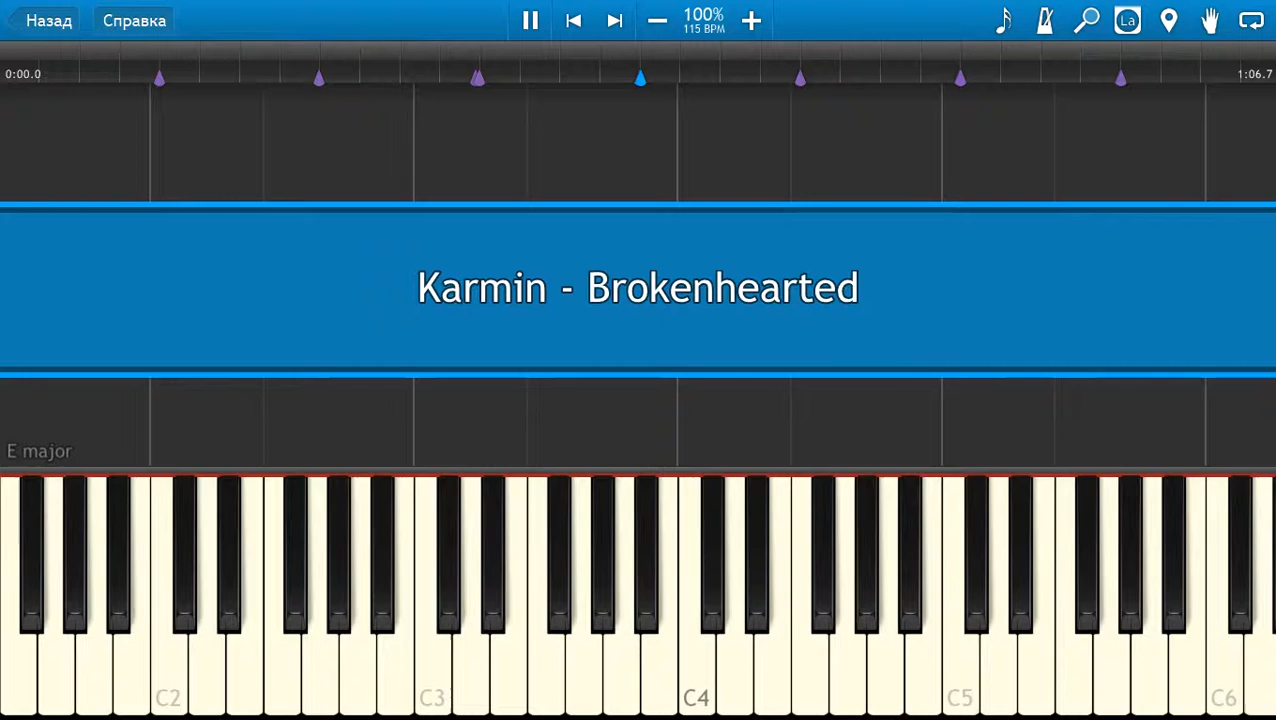 Назад Справка 100% La
115 BPM
0:00.0 1:06.7
Karmin - Brokenhearted
E major
C2 C3 C4 C5 C6